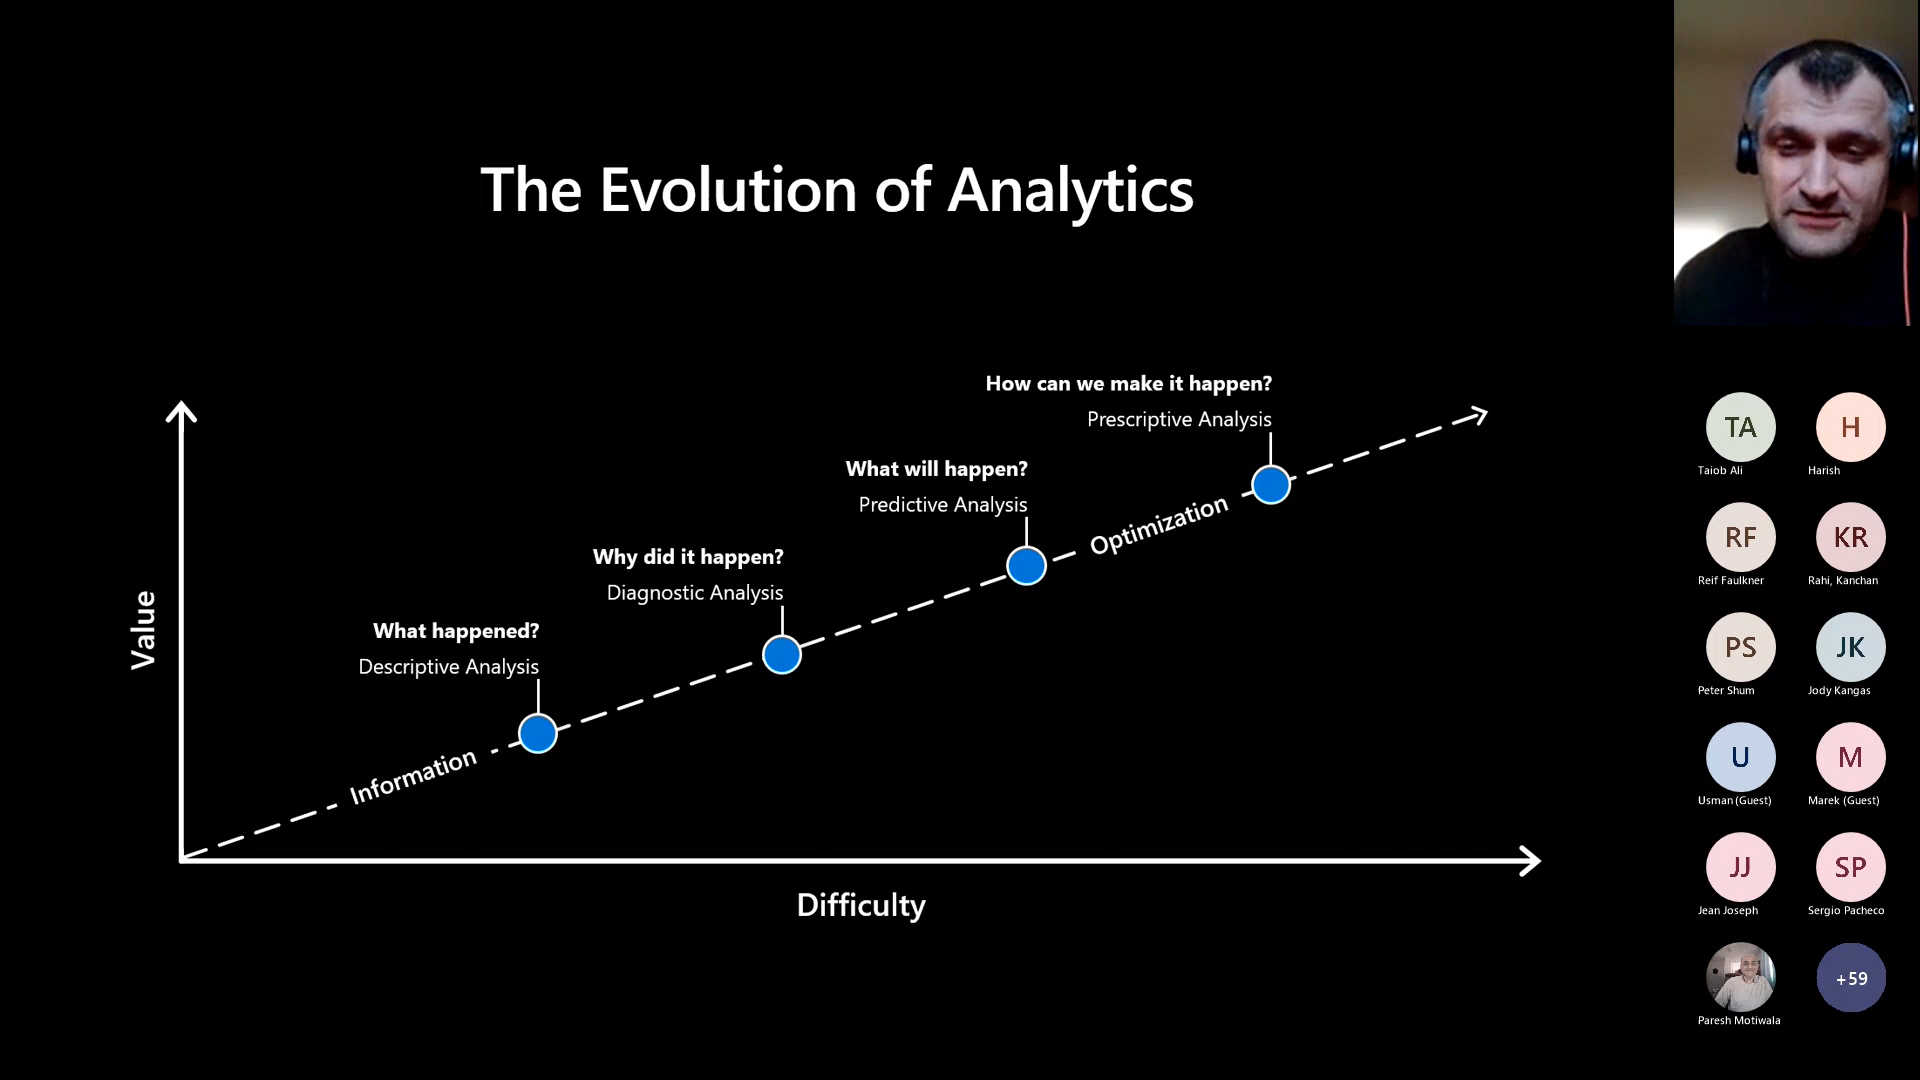 The Evolution of Analytics
How can we make it happen?
Prescriptive Analysis
What will happen?
Predictive Analysis
Optimization
Why did it happen?
Diagnostic Analysis
What happened?
Descriptive Analysis
Information
Value
Difficulty
TA
Taiob Ali
H
Harish
RF
Reif Faulkner
KR
Rahi, Kanchan
PS
Peter Shum
JK
Jody Kangas
U
Usman (Guest)
M
Marek (Guest)
JJ
Jean Joseph
SP
Sergio Pacheco
Paresh Motiwala
+59